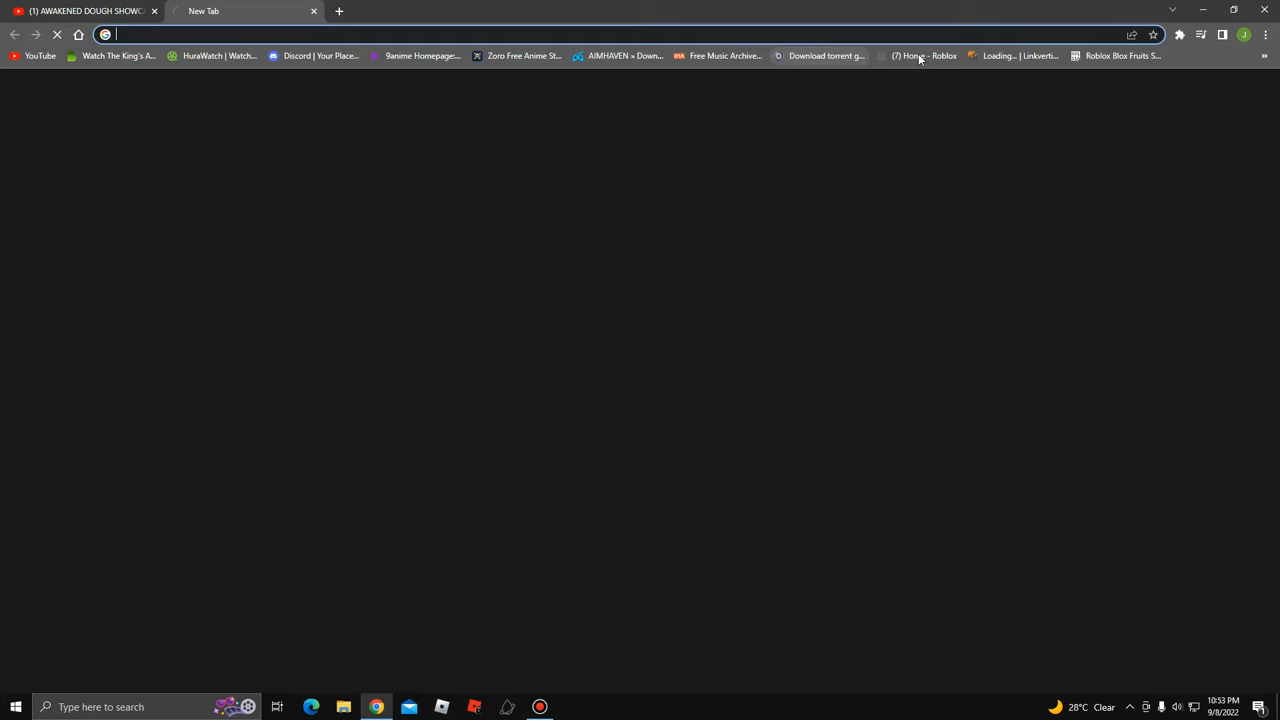 (1) AWAKENED DOUGH SHOWC
New Tab
YouTube
Watch The King's A...
HuraWatch | Watch...
Discord | Your Place...
9anime Homepage:...
Zoro Free Anime St...
AIMHAVEN » Down...
FMA Free Music Archive...
Download torrent g...
(7) Home - Roblox
Loading... | Linkverti...
Roblox Blox Fruits S...
»
J
Type here to search
28°C Clear
10:53 PM
9/8/2022
1